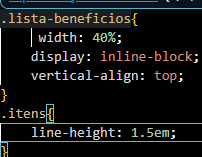 .lista-beneficios{
width: 40%;
display: inline-block;
vertical-align: top;
}
.itens{
line-height: 1.5em;
}